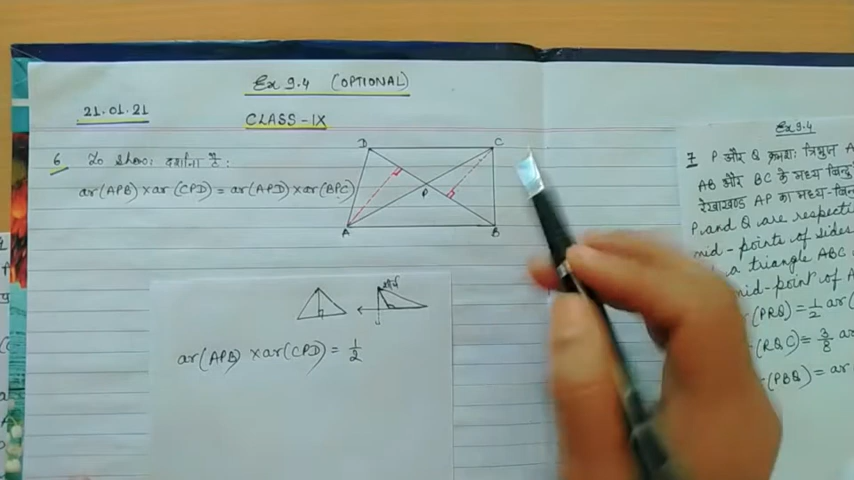 Ex 9.4 (OPTIONAL)
21.01.21
CLASS-IX
6 To show: दर्शाना है:
ar(APB)×ar(CPD) = ar(APD)×ar(BPC)
D
C
P
A
B
ar(APB) ×ar(CPD) = 1/2
Ex 9.4
7 P और Q क्रमशः त्रिभुज A
AB और BC के मध्य बिन्दु
रेखाखण्ड AP का मध्य-बिन्
P and Q are respecti
mid-points of sides
a triangle ABC
mid-point of A
(PRQ) = 1/2 ar(
(RQC) = 3/8 ar
(PBQ) = ar